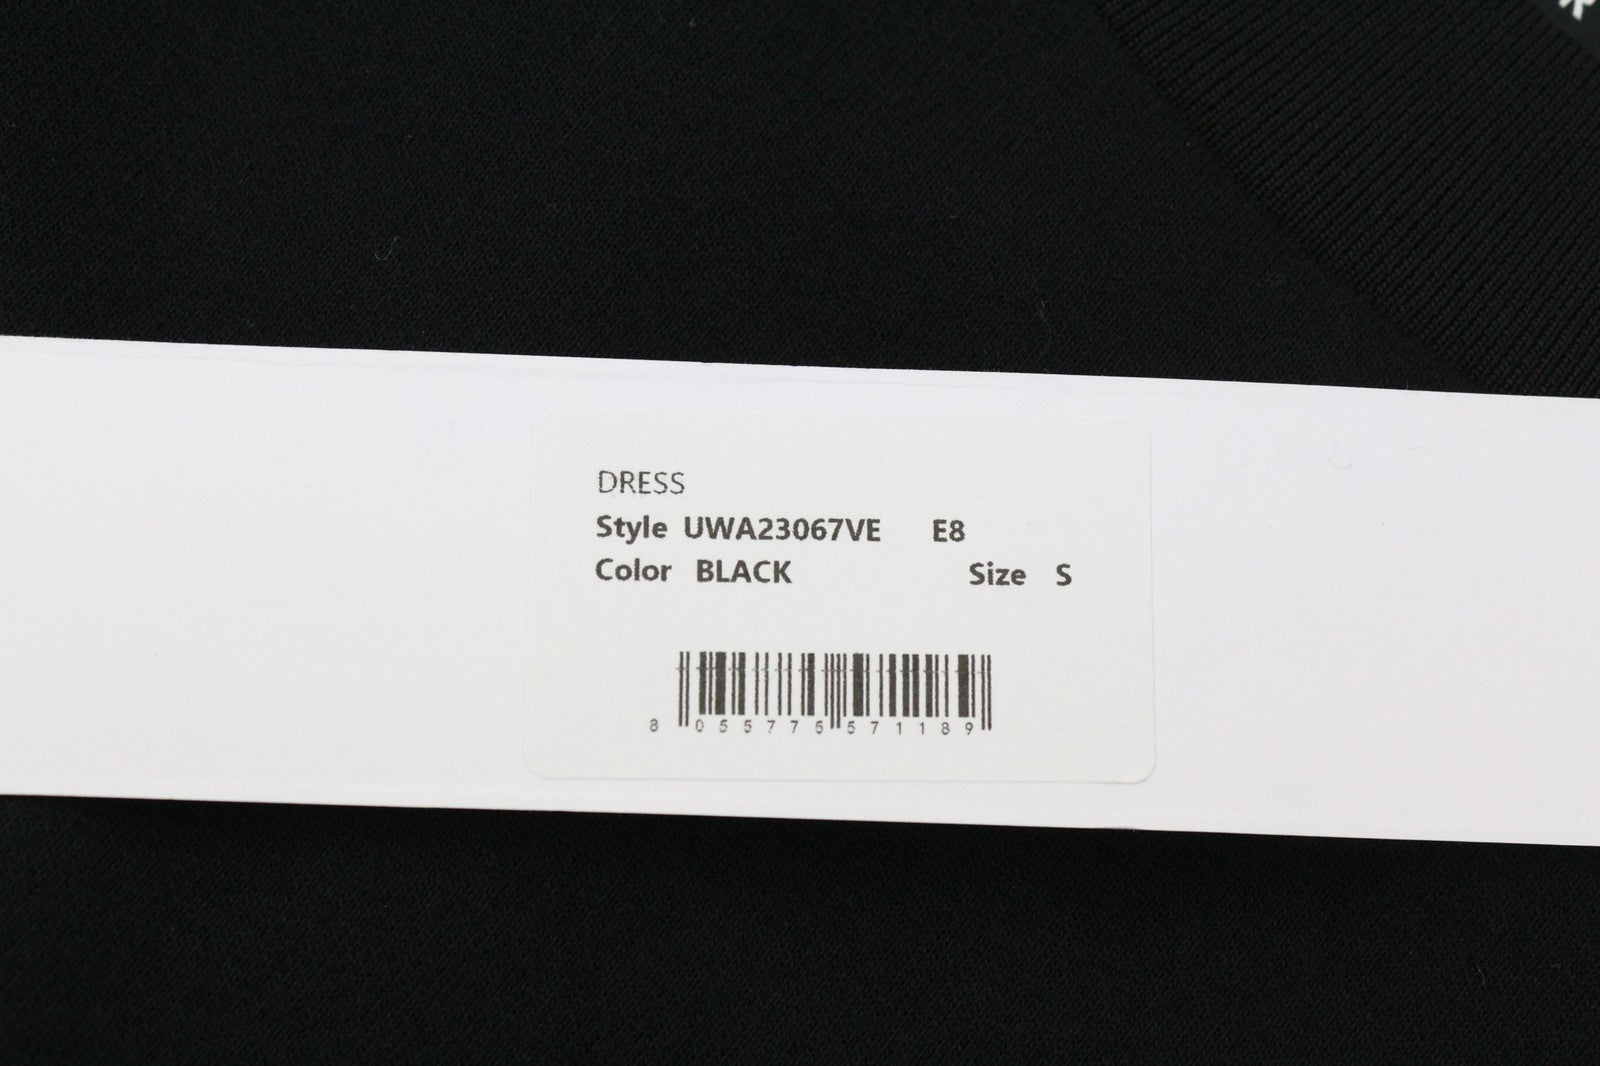 DRESS
Style UWA23067VE E8
Color BLACK Size S
8 055775 571189